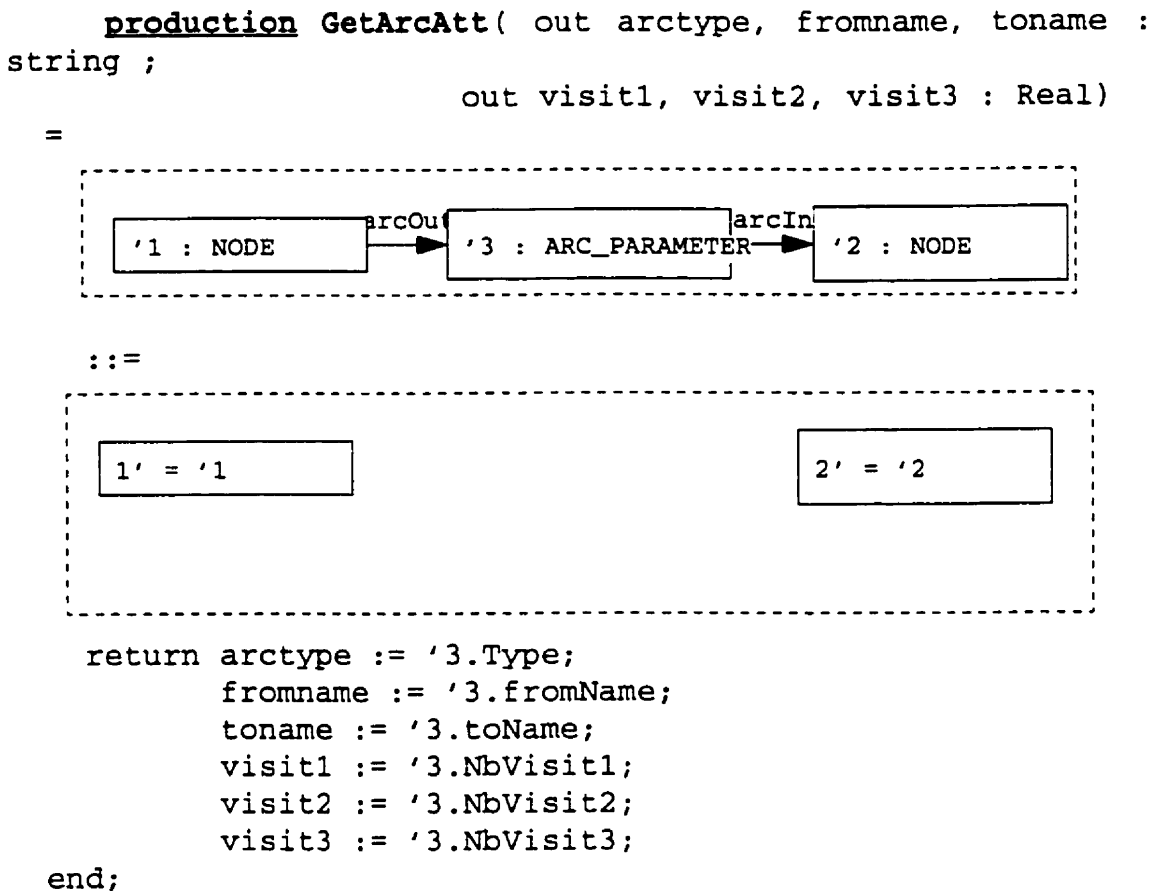 production GetArcAtt( out arctype, fromname, toname :
string ;
out visit1, visit2, visit3 : Real)
=
arcOut arcIn
'1 : NODE '3 : ARC_PARAMETER '2 : NODE
::=
1' = '1 2' = '2
return arctype := '3.Type;
fromname := '3.fromName;
toname := '3.toName;
visit1 := '3.NbVisit1;
visit2 := '3.NbVisit2;
visit3 := '3.NbVisit3;
end;